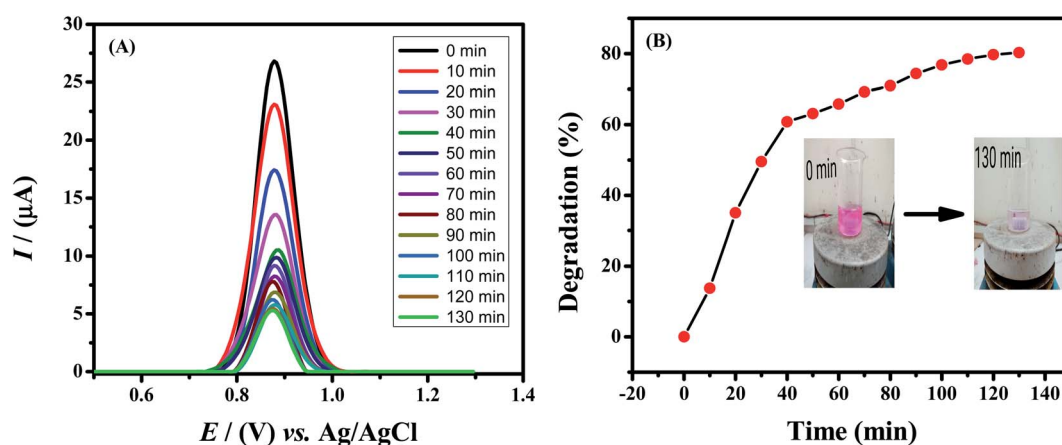 (A)
30
25
20
15
10
5
0
I / (µA)
0.6 0.8 1.0 1.2 1.4
E / (V) vs. Ag/AgCl
0 min
10 min
20 min
30 min
40 min
50 min
60 min
70 min
80 min
90 min
100 min
110 min
120 min
130 min
(B)
80
60
40
20
0
Degradation (%)
-20 0 20 40 60 80 100 120 140
Time (min)
0 min
130 min